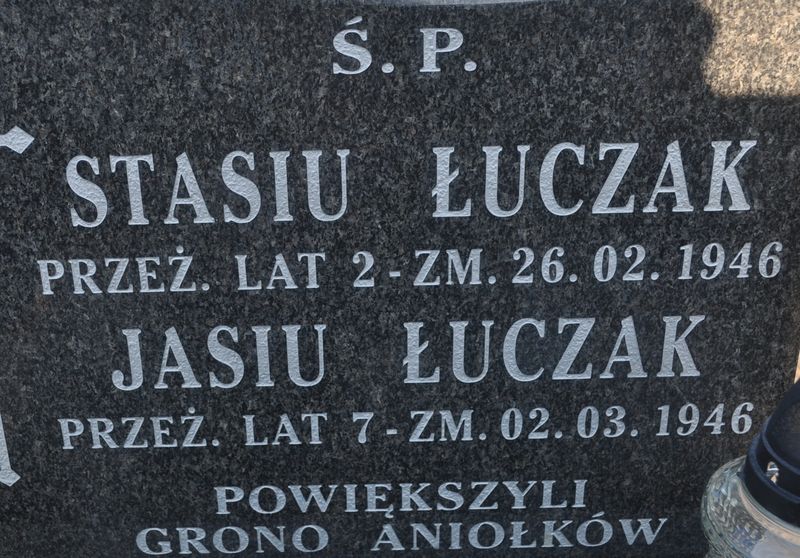 Ś. P.
STASIU ŁUCZAK
PRZEŻ. LAT 2 - ZM. 26. 02. 1946
JASIU ŁUCZAK
PRZEŻ. LAT 7 - ZM. 02. 03. 1946
POWIĘKSZYLI
GRONO ANIOŁKÓW